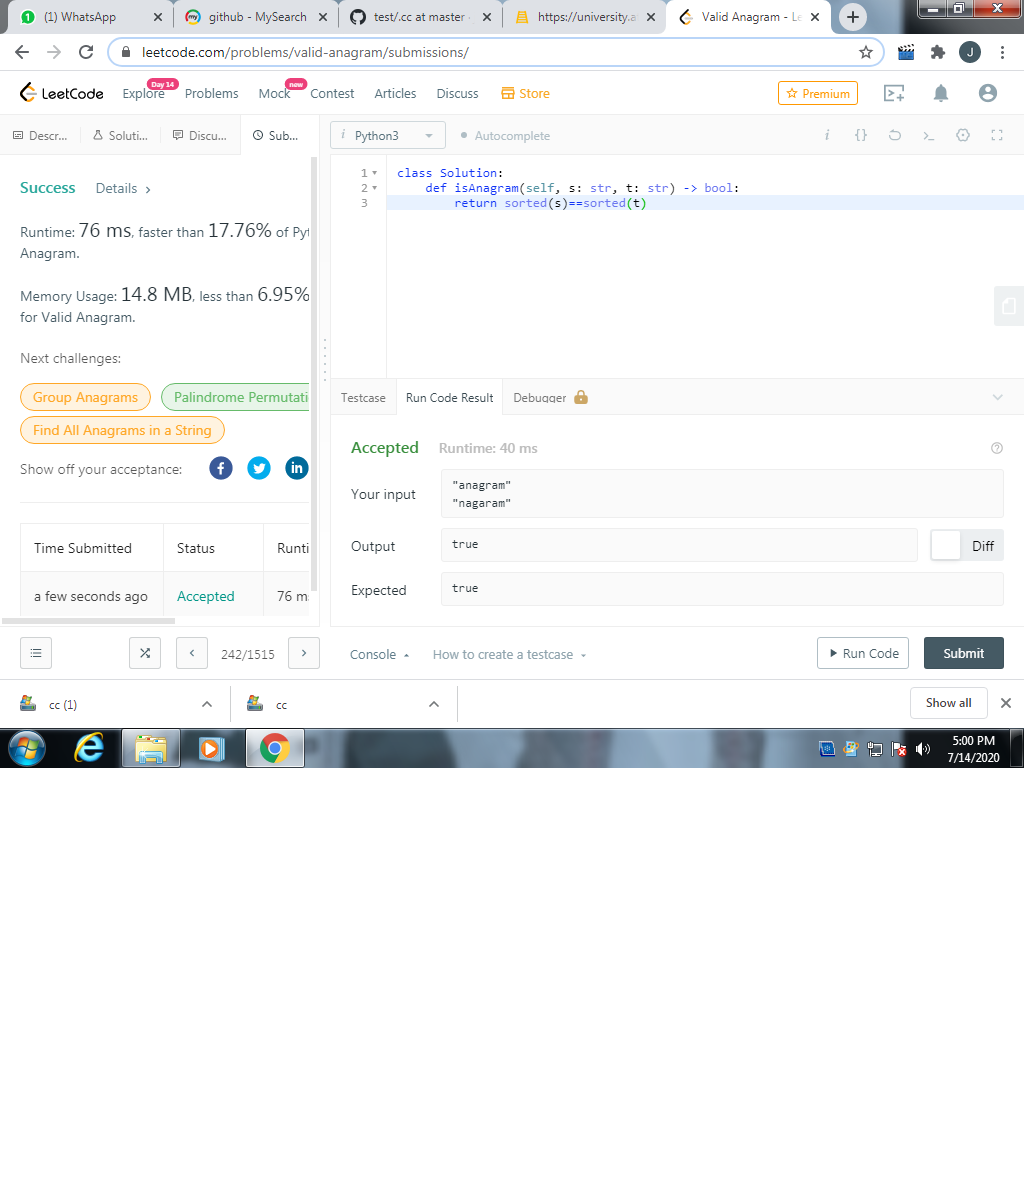 (1) WhatsApp
github - MySearch
test/.cc at master
https://university.a
Valid Anagram - Le
leetcode.com/problems/valid-anagram/submissions/
J
LeetCode
Explore
Day 14
Problems
Mock
new
Contest
Articles
Discuss
Store
Premium
Descr...
Soluti...
Discu...
Sub...
i Python3
Autocomplete
Success
Details
Runtime: 76 ms, faster than 17.76% of Pyt
Anagram.
Memory Usage: 14.8 MB, less than 6.95%
for Valid Anagram.
Next challenges:
Group Anagrams
Palindrome Permutati
Find All Anagrams in a String
Show off your acceptance:
Time Submitted
Status
Runti
a few seconds ago
Accepted
76 m
1 class Solution:
2 def isAnagram(self, s: str, t: str) -> bool:
3 return sorted(s)==sorted(t)
Testcase
Run Code Result
Debugger
Accepted
Runtime: 40 ms
Your input
"anagram"
"nagaram"
Output
true
Diff
Expected
true
242/1515
Console
How to create a testcase
Run Code
Submit
cc (1)
cc
Show all
5:00 PM
7/14/2020